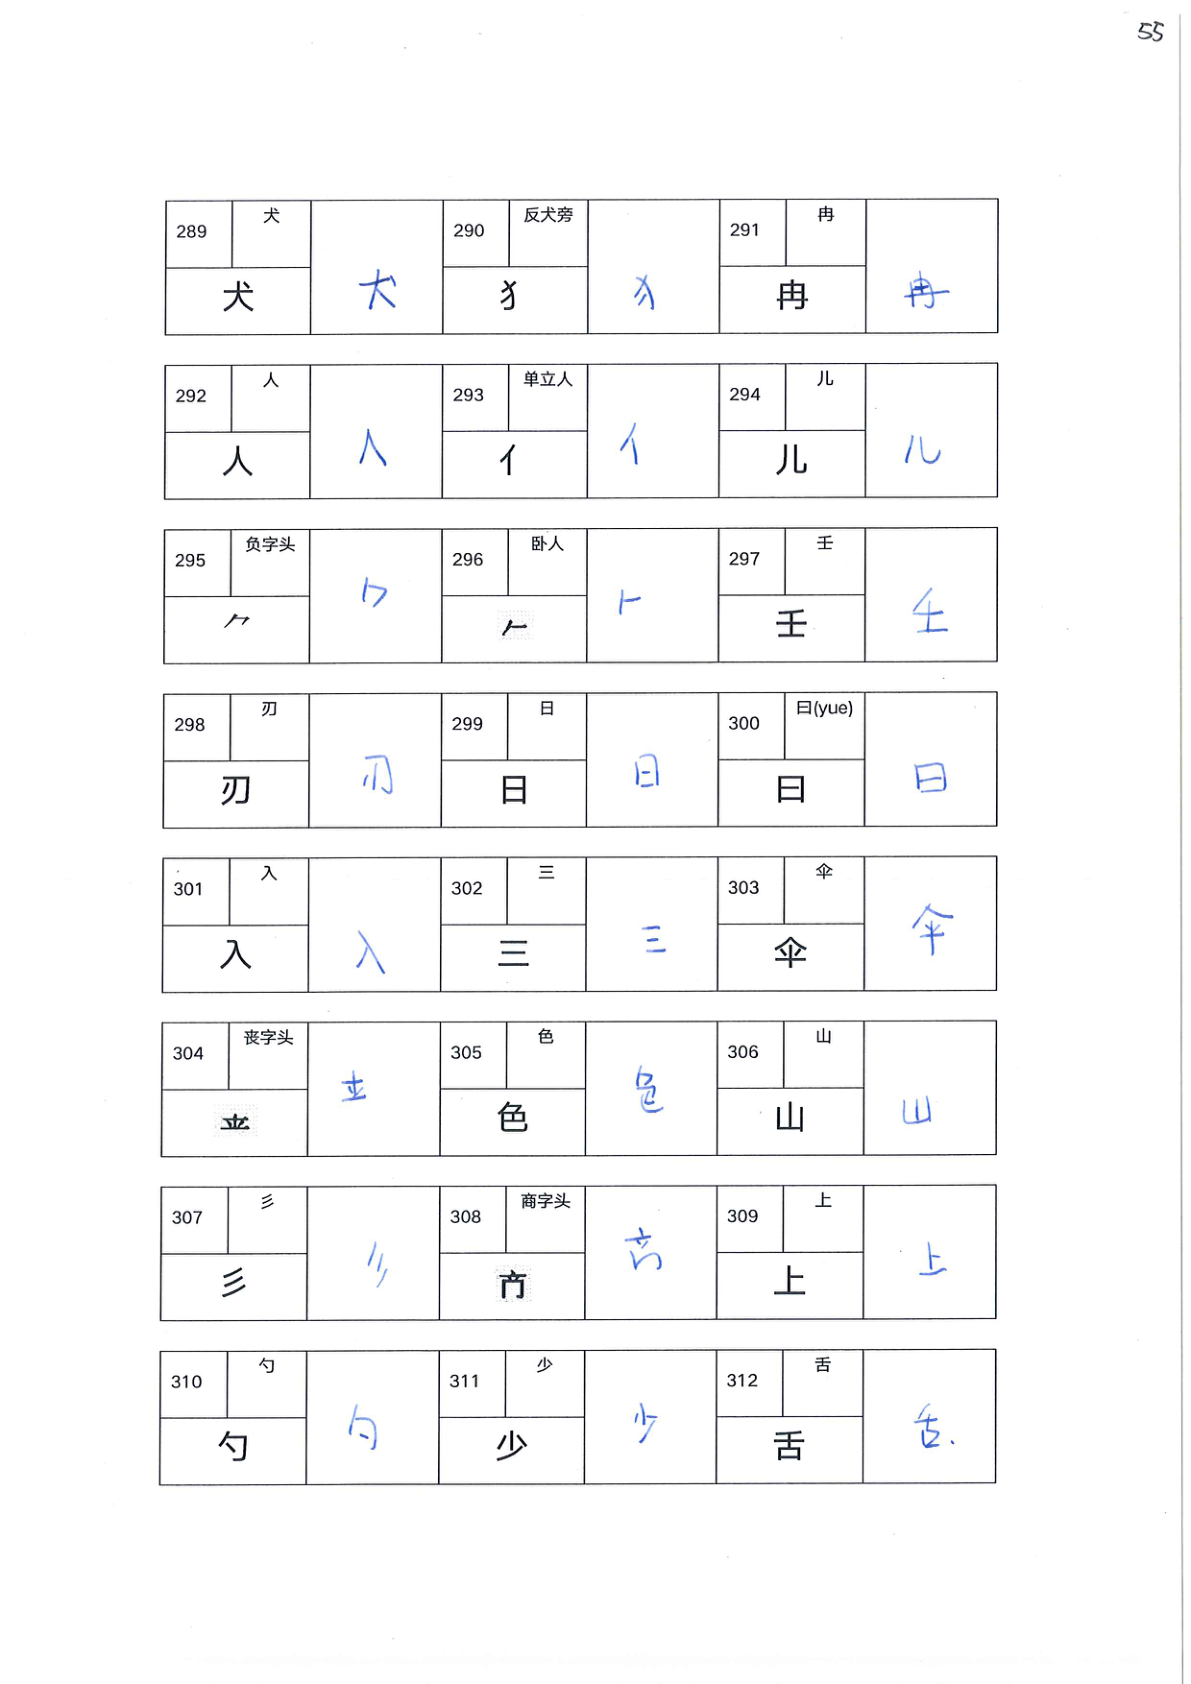 55
289 犬 290 反犬旁 291 冉
犬 犬 犭 犭 冉 冉
292 人 293 单立人 294 儿
人 人 亻 亻 儿 儿
295 负字头 296 卧人 297 壬
⺈ ⺈ 𠂉 𠂉 壬 壬
298 刃 299 日 300 曰(yue)
刃 刃 日 日 曰 曰
301 入 302 三 303 伞
入 入 三 三 伞 伞
304 丧字头 305 色 306 山
色 色 山 山
307 彡 308 商字头 309 上
彡 彡 上 上
310 勺 311 少 312 舌
勺 勺 少 少 舌 舌.